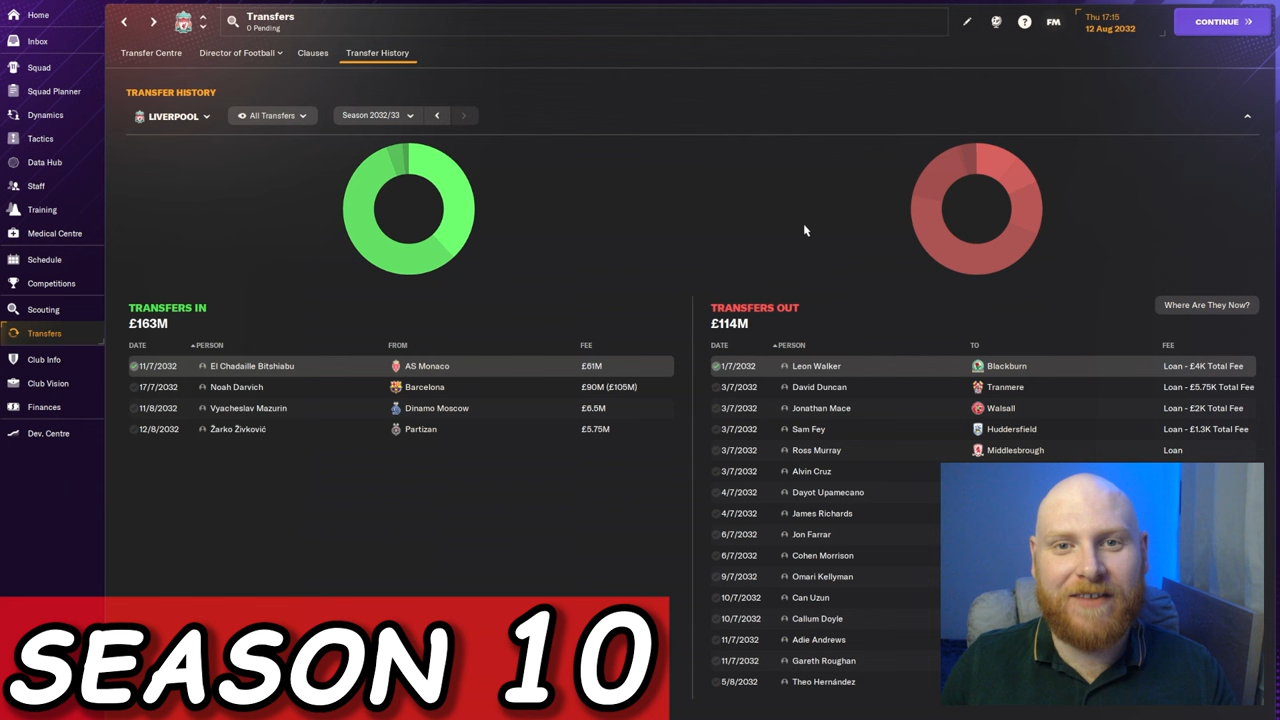 Home
Inbox
Squad
Squad Planner
Dynamics
Tactics
Data Hub
Staff
Training
Medical Centre
Schedule
Competitions
Scouting
Transfers
Club Info
Club Vision
Finances
Dev. Centre
Transfers
0 Pending
FM
Thu 17:15
12 Aug 2032
CONTINUE
Transfer Centre Director of Football Clauses Transfer History
TRANSFER HISTORY
LIVERPOOL All Transfers Season 2032/33
TRANSFERS IN
£163M
DATE PERSON FROM FEE
11/7/2032 El Chadaille Bitshiabu AS Monaco £61M
17/7/2032 Noah Darvich Barcelona £90M (£105M)
11/8/2032 Vyacheslav Mazurin Dinamo Moscow £6.5M
12/8/2032 Žarko Živković Partizan £5.75M
TRANSFERS OUT
£114M
Where Are They Now?
DATE PERSON TO FEE
1/7/2032 Leon Walker Blackburn Loan - £4K Total Fee
3/7/2032 David Duncan Tranmere Loan - £5.75K Total Fee
3/7/2032 Jonathan Mace Walsall Loan - £2K Total Fee
3/7/2032 Sam Fey Huddersfield Loan - £1.3K Total Fee
3/7/2032 Ross Murray Middlesbrough Loan
3/7/2032 Alvin Cruz
4/7/2032 Dayot Upamecano
4/7/2032 James Richards
6/7/2032 Jon Farrar
6/7/2032 Cohen Morrison
9/7/2032 Omari Kellyman
10/7/2032 Can Uzun
10/7/2032 Callum Doyle
11/7/2032 Adie Andrews
11/7/2032 Gareth Roughan
5/8/2032 Theo Hernández
SEASON 10